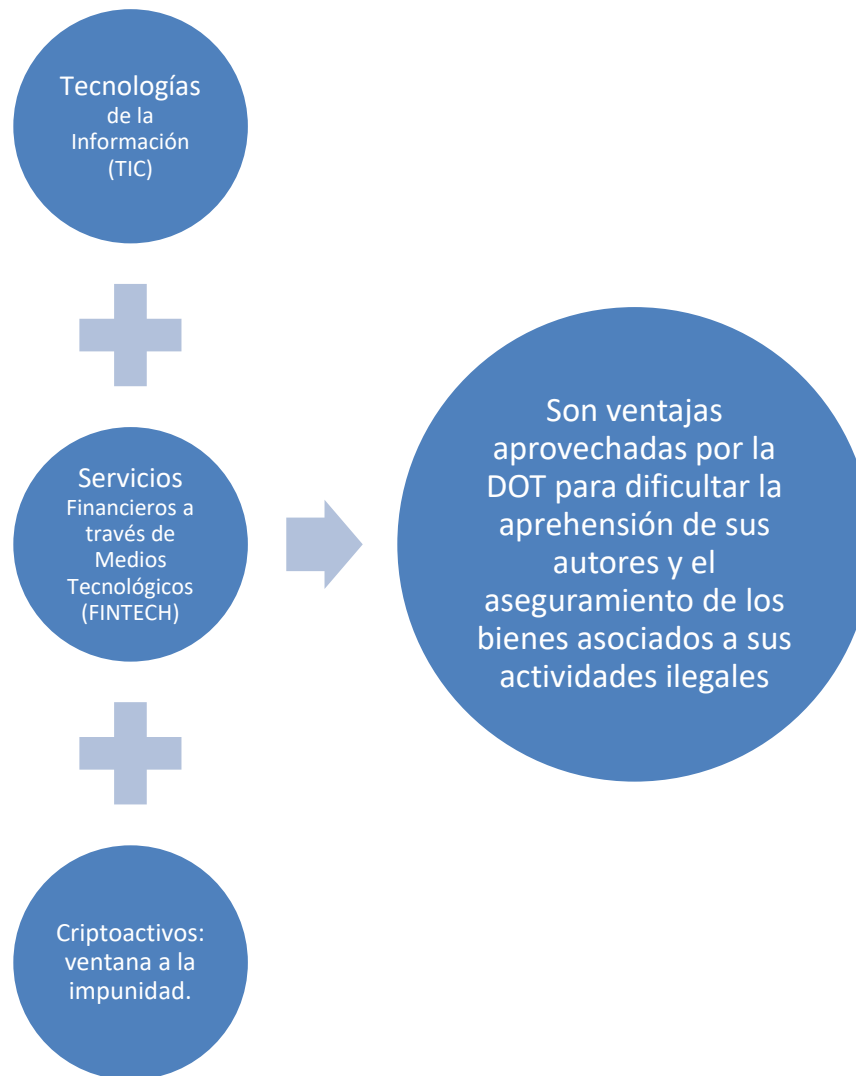 Tecnologías
de la
Información
(TIC)
Servicios
Financieros a
través de
Medios
Tecnológicos
(FINTECH)
Criptoactivos:
ventana a la
impunidad.
Son ventajas
aprovechadas por la
DOT para dificultar la
aprehensión de sus
autores y el
aseguramiento de los
bienes asociados a sus
actividades ilegales